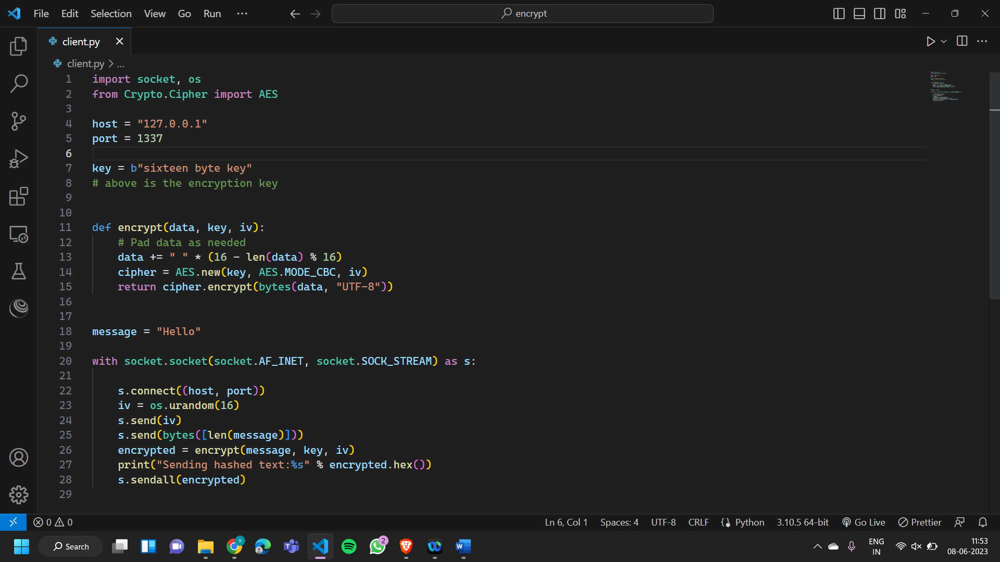 File Edit Selection View Go Run ··· encrypt
client.py
client.py > ...
1 import socket, os
2 from Crypto.Cipher import AES
3
4 host = "127.0.0.1"
5 port = 1337
6
7 key = b"sixteen byte key"
8 # above is the encryption key
9
10
11 def encrypt(data, key, iv):
12     # Pad data as needed
13     data += " " * (16 - len(data) % 16)
14     cipher = AES.new(key, AES.MODE_CBC, iv)
15     return cipher.encrypt(bytes(data, "UTF-8"))
16
17
18 message = "Hello"
19
20 with socket.socket(socket.AF_INET, socket.SOCK_STREAM) as s:
21
22     s.connect((host, port))
23     iv = os.urandom(16)
24     s.send(iv)
25     s.send(bytes([len(message)]))
26     encrypted = encrypt(message, key, iv)
27     print("Sending hashed text:%s" % encrypted.hex())
28     s.sendall(encrypted)
29
0 0 Ln 6, Col 1 Spaces: 4 UTF-8 CRLF Python 3.10.5 64-bit Go Live Prettier
Search V 2 ENG IN 11:53 08-06-2023